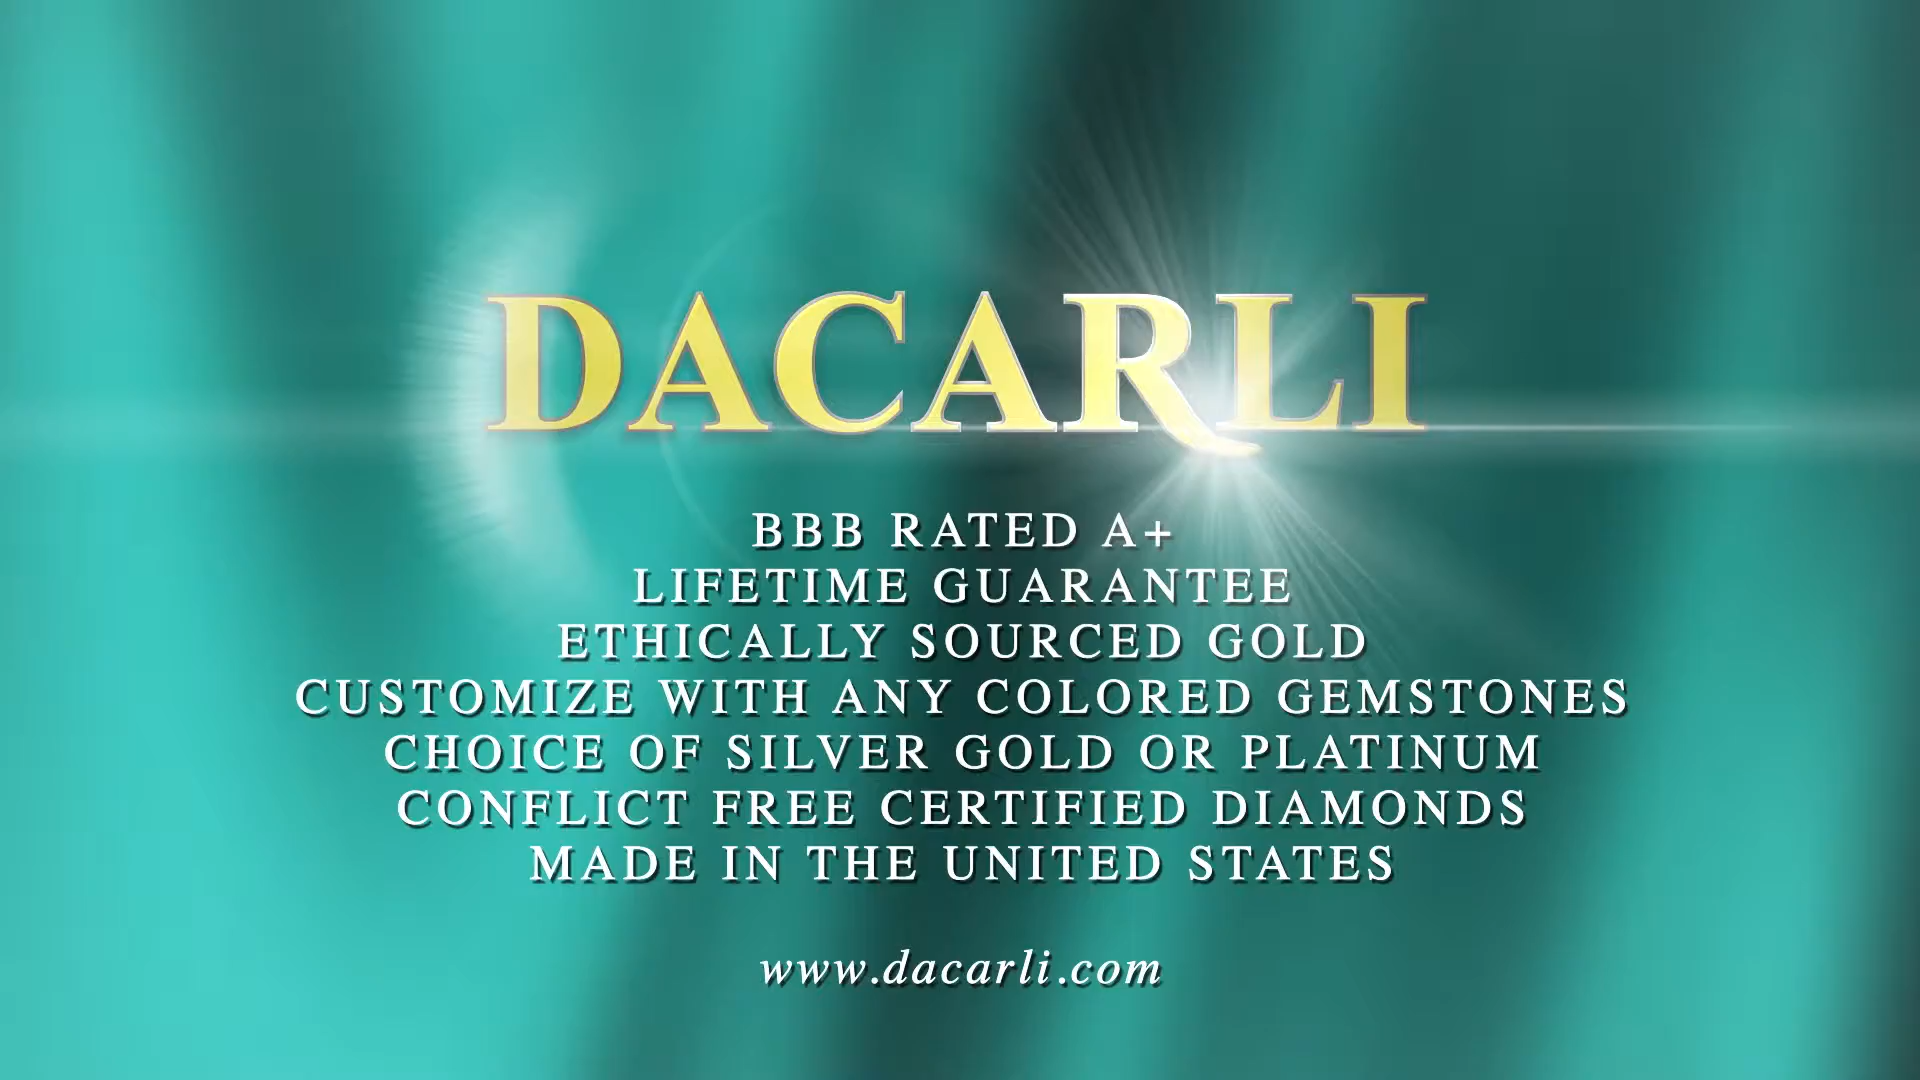 DACARLI
BBB RATED A+
LIFETIME GUARANTEE
ETHICALLY SOURCED GOLD
CUSTOMIZE WITH ANY COLORED GEMSTONES
CHOICE OF SILVER GOLD OR PLATINUM
CONFLICT FREE CERTIFIED DIAMONDS
MADE IN THE UNITED STATES
www.dacarli.com